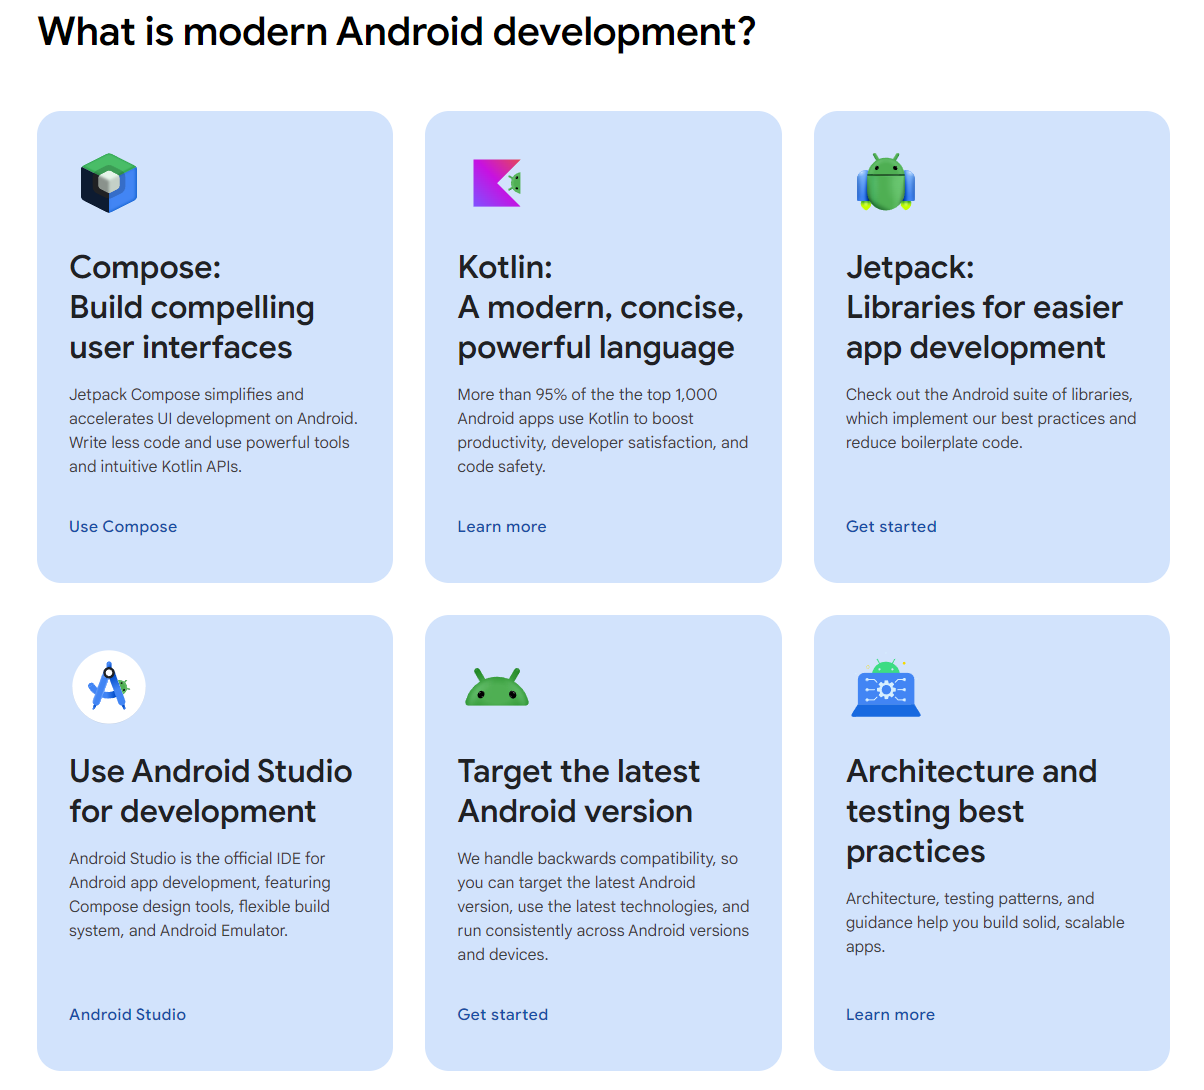 What is modern Android development?
Compose:
Build compelling
user interfaces
Jetpack Compose simplifies and
accelerates UI development on Android.
Write less code and use powerful tools
and intuitive Kotlin APIs.
Use Compose
Kotlin:
A modern, concise,
powerful language
More than 95% of the the top 1,000
Android apps use Kotlin to boost
productivity, developer satisfaction, and
code safety.
Learn more
Jetpack:
Libraries for easier
app development
Check out the Android suite of libraries,
which implement our best practices and
reduce boilerplate code.
Get started
Use Android Studio
for development
Android Studio is the official IDE for
Android app development, featuring
Compose design tools, flexible build
system, and Android Emulator.
Android Studio
Target the latest
Android version
We handle backwards compatibility, so
you can target the latest Android
version, use the latest technologies, and
run consistently across Android versions
and devices.
Get started
Architecture and
testing best
practices
Architecture, testing patterns, and
guidance help you build solid, scalable
apps.
Learn more